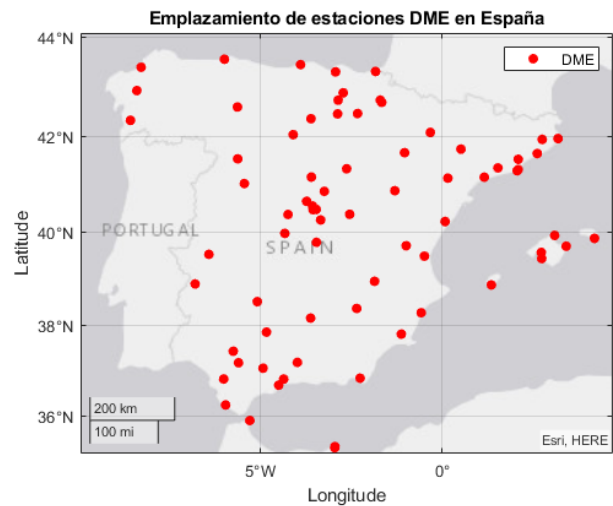 Emplazamiento de estaciones DME en España
44°N
DME
42°N
40°N
38°N
36°N
Latitude
PORTUGAL
SPAIN
200 km
100 mi
Esri, HERE
5°W
0°
Longitude